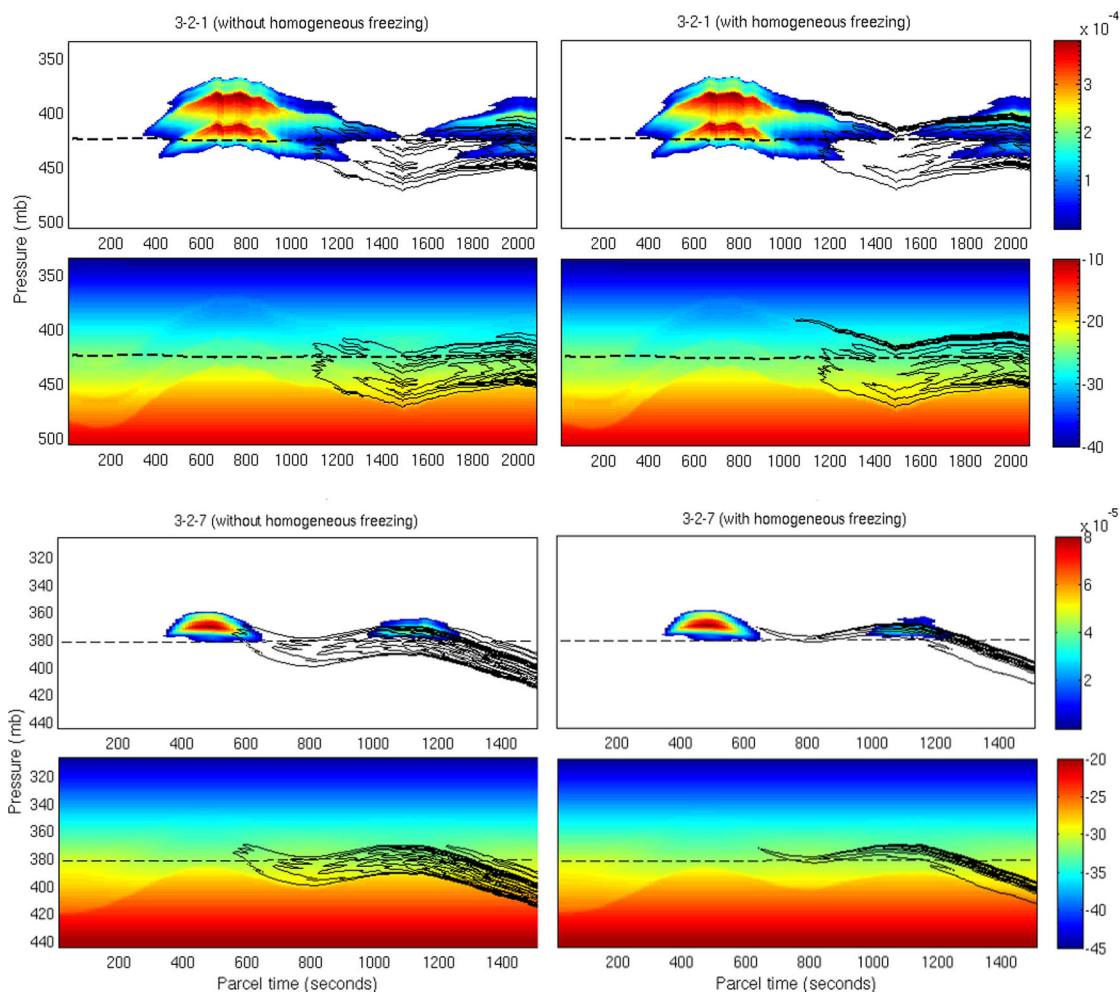 3-2-1 (without homogeneous freezing)
3-2-1 (with homogeneous freezing)
x 10^-4
350
400
450
500
200 400 600 800 1000 1200 1400 1600 1800 2000
200 400 600 800 1000 1200 1400 1600 1800 2000
3
2
1
Pressure (mb)
350
400
450
500
200 400 600 800 1000 1200 1400 1600 1800 2000
200 400 600 800 1000 1200 1400 1600 1800 2000
-10
-20
-30
-40
3-2-7 (without homogeneous freezing)
3-2-7 (with homogeneous freezing)
x 10^-5
320
340
360
380
400
420
440
200 400 600 800 1000 1200 1400
200 400 600 800 1000 1200 1400
8
6
4
2
Pressure (mb)
320
340
360
380
400
420
440
200 400 600 800 1000 1200 1400
200 400 600 800 1000 1200 1400
-20
-25
-30
-35
-40
-45
Parcel time (seconds)
Parcel time (seconds)